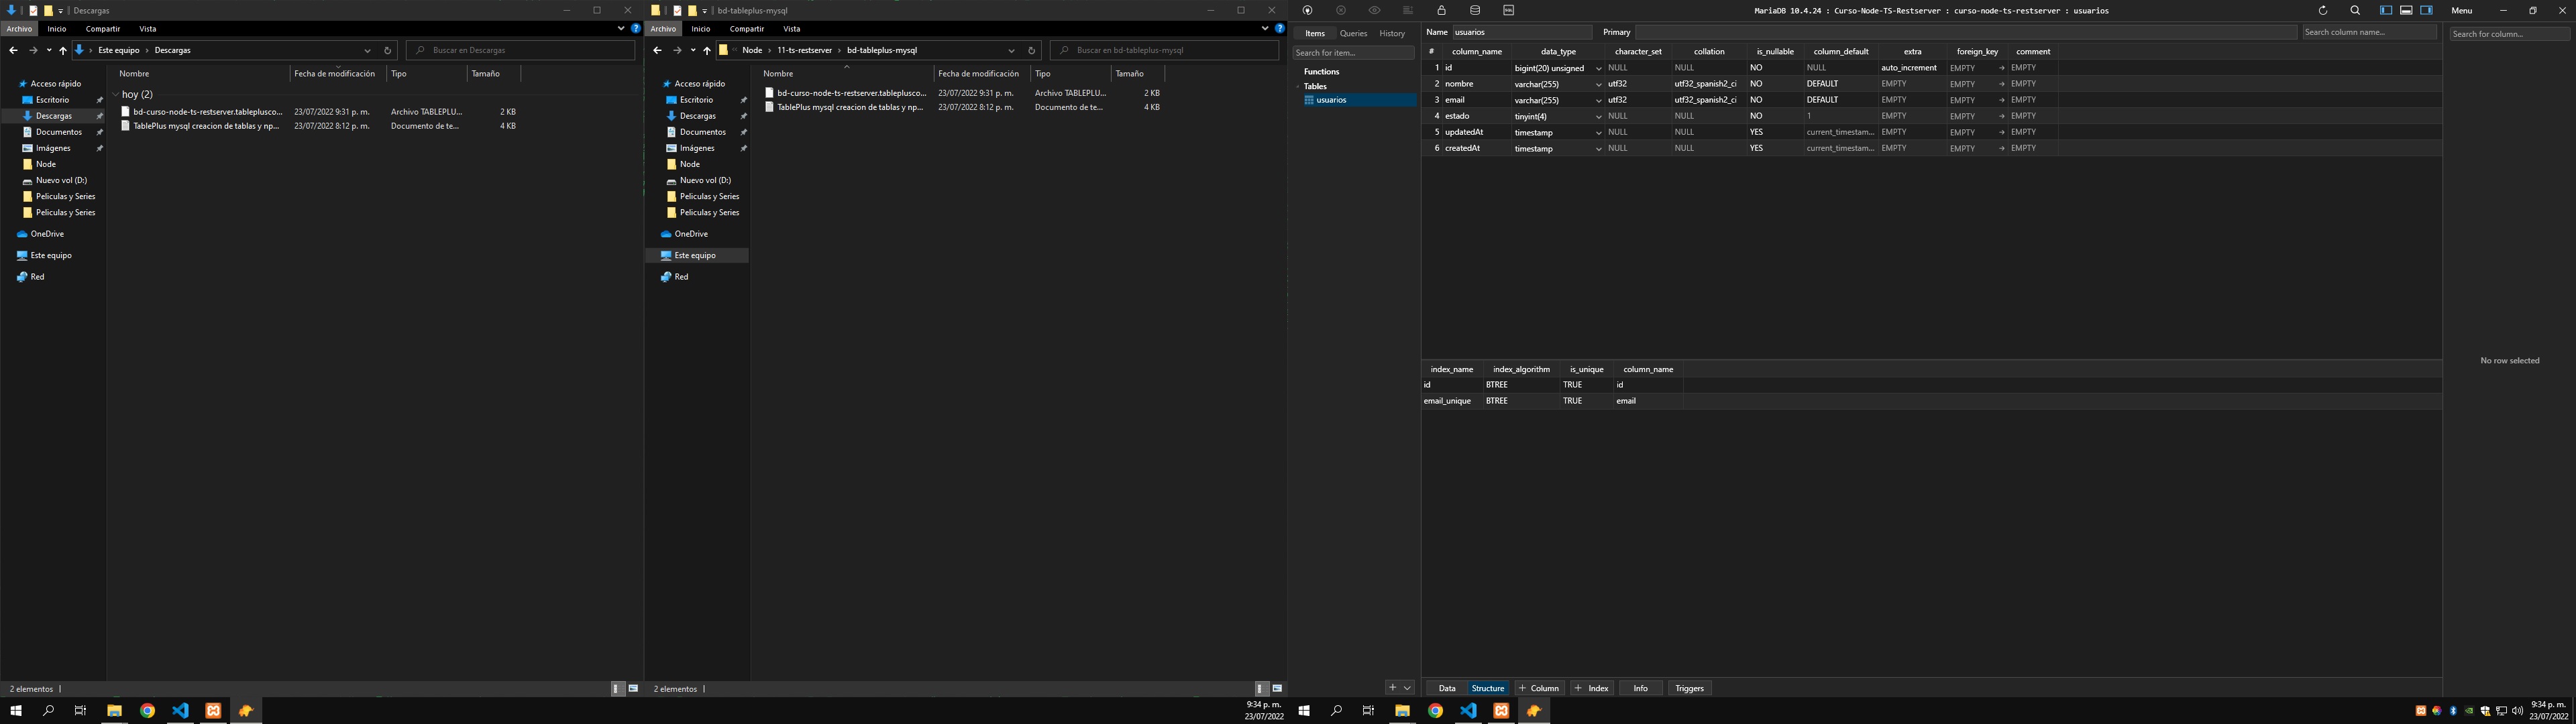 Descargas
Archivo Inicio Compartir Vista
Este equipo > Descargas
Buscar en Descargas
Nombre Fecha de modificación Tipo Tamaño
Acceso rápido
Escritorio
Descargas
Documentos
Imágenes
Node
Nuevo vol (D:)
Peliculas y Series
Peliculas y Series
OneDrive
Este equipo
Red
hoy (2)
bd-curso-node-ts-restserver.tableplusco... 23/07/2022 9:31 p. m. Archivo TABLEPLU... 2 KB
TablePlus mysql creacion de tablas y np... 23/07/2022 8:12 p. m. Documento de te... 4 KB
2 elementos
bd-tableplus-mysql
Archivo Inicio Compartir Vista
Node > 11-ts-restserver > bd-tableplus-mysql
Buscar en bd-tableplus-mysql
Nombre Fecha de modificación Tipo Tamaño
Acceso rápido
Escritorio
Descargas
Documentos
Imágenes
Node
Nuevo vol (D:)
Peliculas y Series
Peliculas y Series
OneDrive
Este equipo
Red
bd-curso-node-ts-restserver.tableplusco... 23/07/2022 9:31 p. m. Archivo TABLEPLU... 2 KB
TablePlus mysql creacion de tablas y np... 23/07/2022 8:12 p. m. Documento de te... 4 KB
2 elementos
9:34 p. m.
23/07/2022
MariaDB 10.4.24 : Curso-Node-TS-Restserver : curso-node-ts-restserver : usuarios
Menu
Items Queries History
Search for item...
Functions
Tables
usuarios
Name usuarios Primary
Search column name...
Search for column...
# column_name data_type character_set collation is_nullable column_default extra foreign_key comment
1 id bigint(20) unsigned NULL NULL NO NULL auto_increment EMPTY EMPTY
2 nombre varchar(255) utf32 utf32_spanish2_ci NO DEFAULT EMPTY EMPTY EMPTY
3 email varchar(255) utf32 utf32_spanish2_ci NO DEFAULT EMPTY EMPTY EMPTY
4 estado tinyint(4) NULL NULL NO 1 EMPTY EMPTY EMPTY
5 updatedAt timestamp NULL NULL YES current_timestam... EMPTY EMPTY EMPTY
6 createdAt timestamp NULL NULL YES current_timestam... EMPTY EMPTY EMPTY
No row selected
index_name index_algorithm is_unique column_name
id BTREE TRUE id
email_unique BTREE TRUE email
Data Structure + Column + Index Info Triggers
9:34 p. m.
23/07/2022